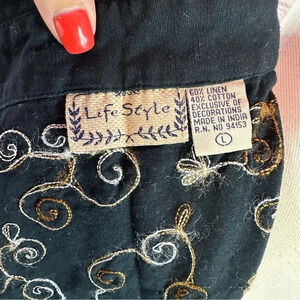 Life Style
60% LINEN
40% COTTON
EXCLUSIVE OF
DECORATIONS
MADE IN INDIA
R.N. NO 94153
L